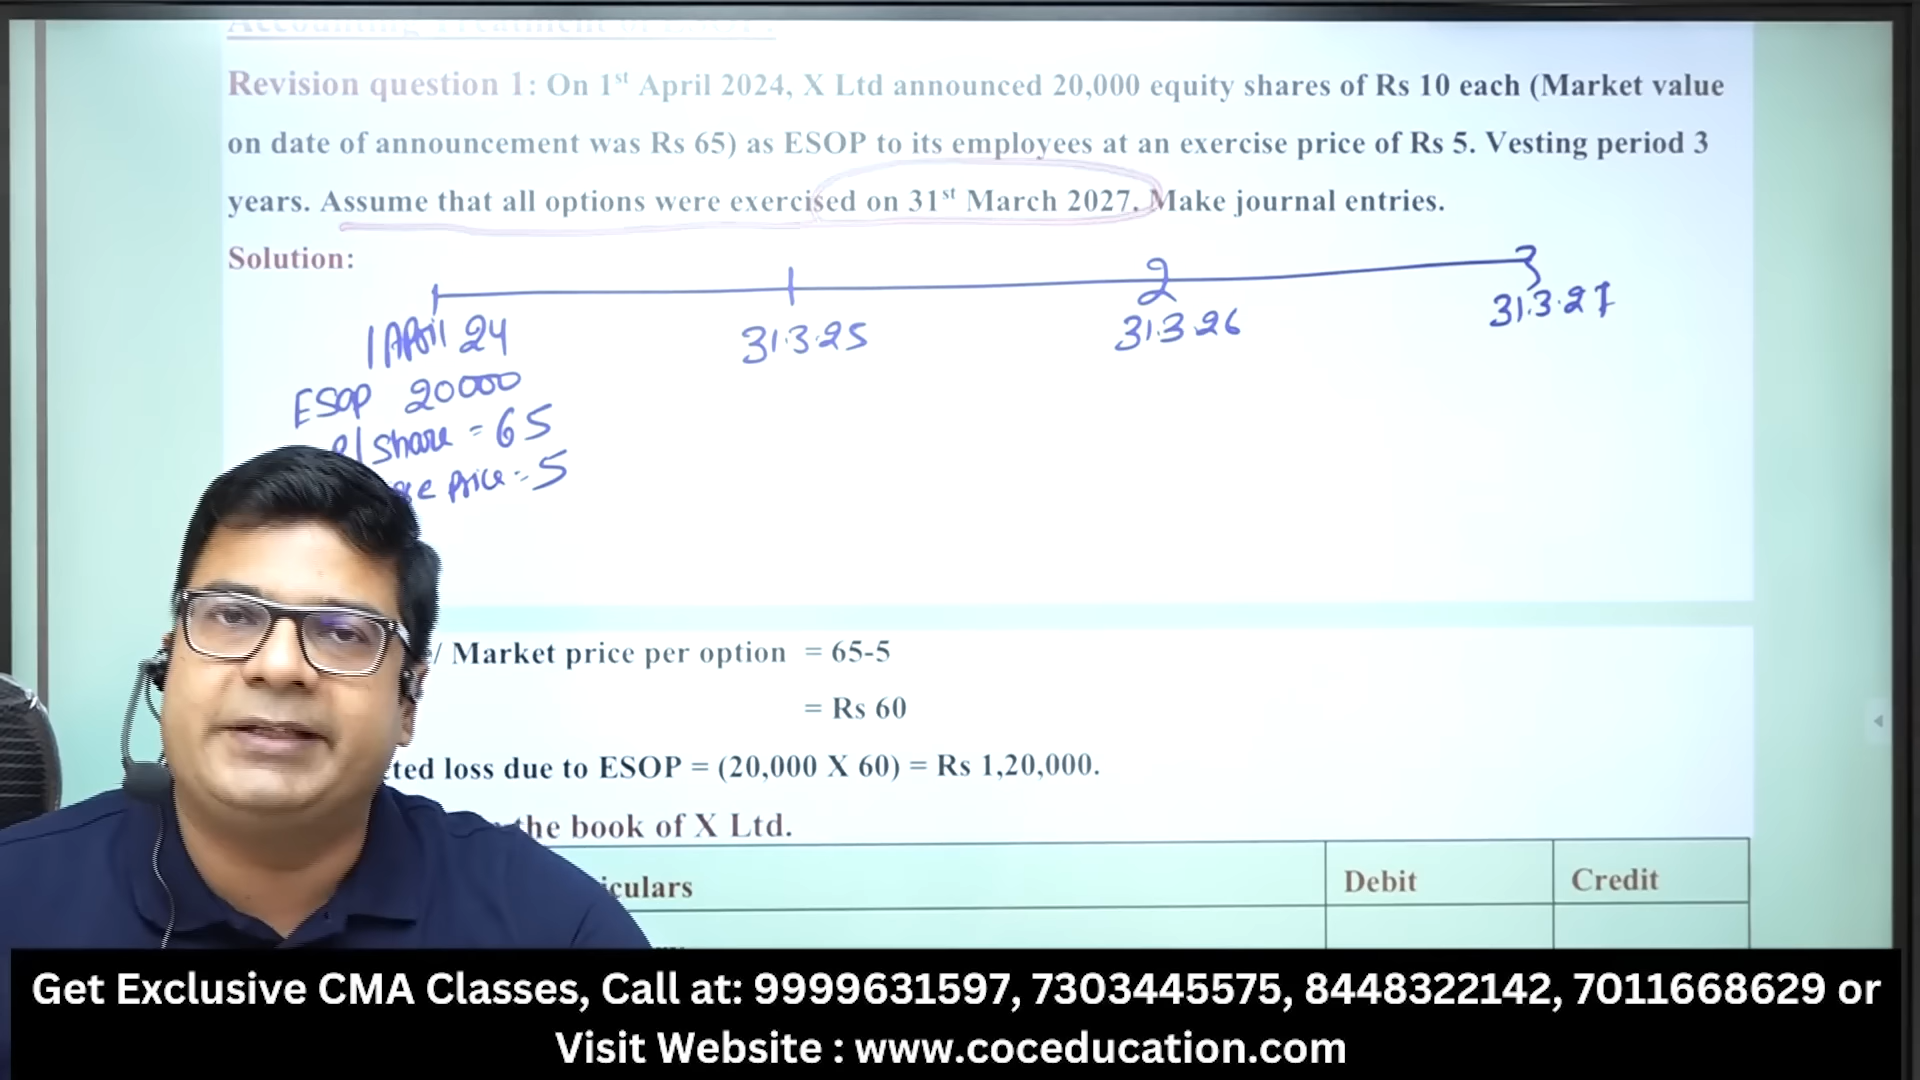 Accounting Treatment of ESOP:
Revision question 1: On 1st April 2024, X Ltd announced 20,000 equity shares of Rs 10 each (Market value
on date of announcement was Rs 65) as ESOP to its employees at an exercise price of Rs 5. Vesting period 3
years. Assume that all options were exercised on 31st March 2027. Make journal entries.
Solution:
1 April 24
31.3.25
2
31.3.26
3
31.3.27
ESOP 20000
/share = 65
price = 5
/ Market price per option = 65-5
= Rs 60
ted loss due to ESOP = (20,000 X 60) = Rs 1,20,000.
the book of X Ltd.
iculars
Debit
Credit
Get Exclusive CMA Classes, Call at: 9999631597, 7303445575, 8448322142, 7011668629 or
Visit Website : www.coceducation.com